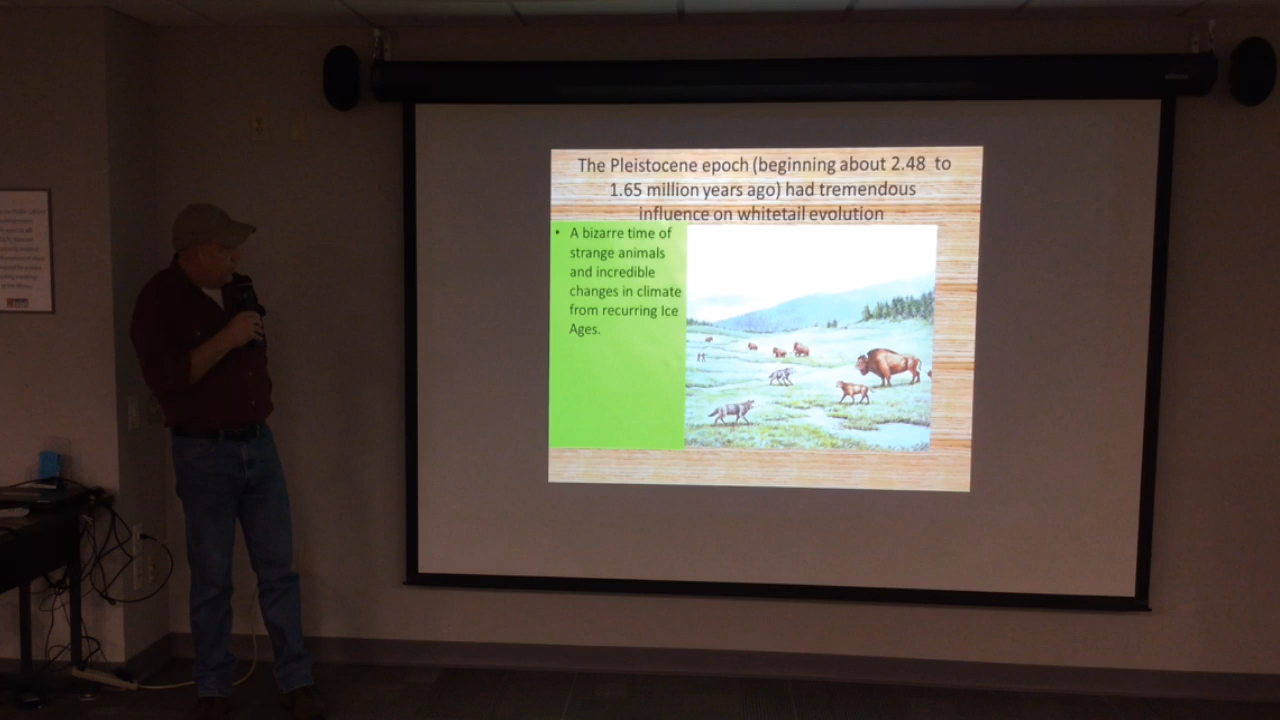 The Pleistocene epoch (beginning about 2.48 to
1.65 million years ago) had tremendous
influence on whitetail evolution
• A bizarre time of
strange animals
and incredible
changes in climate
from recurring Ice
Ages.